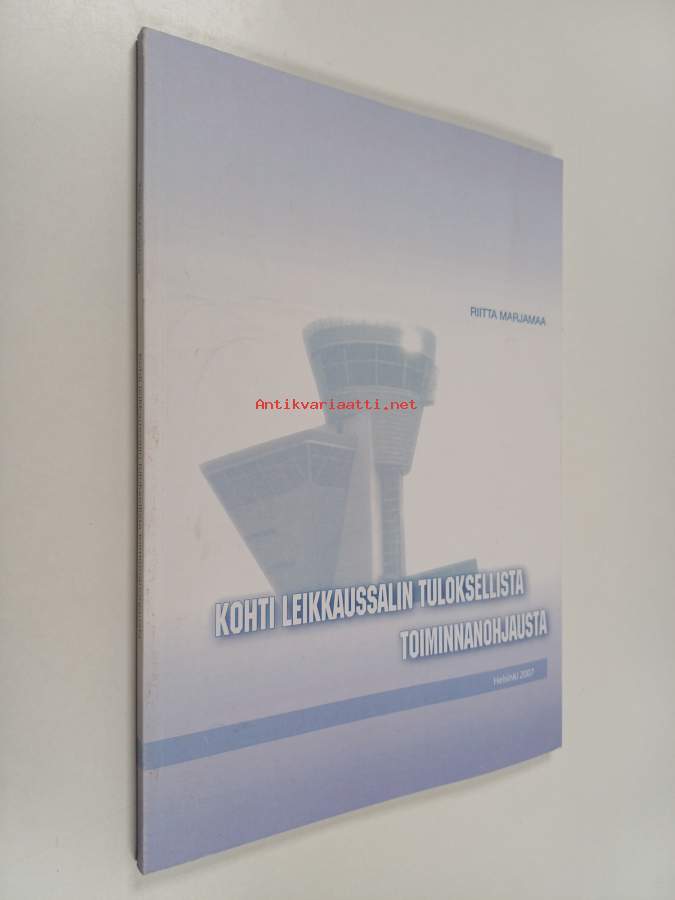 RIITTA MARJAMAA
Antikvariaatti.net
KOHTI LEIKKAUSSALIN TULOKSELLISTA
TOIMINNANOHJAUSTA
Helsinki 2007